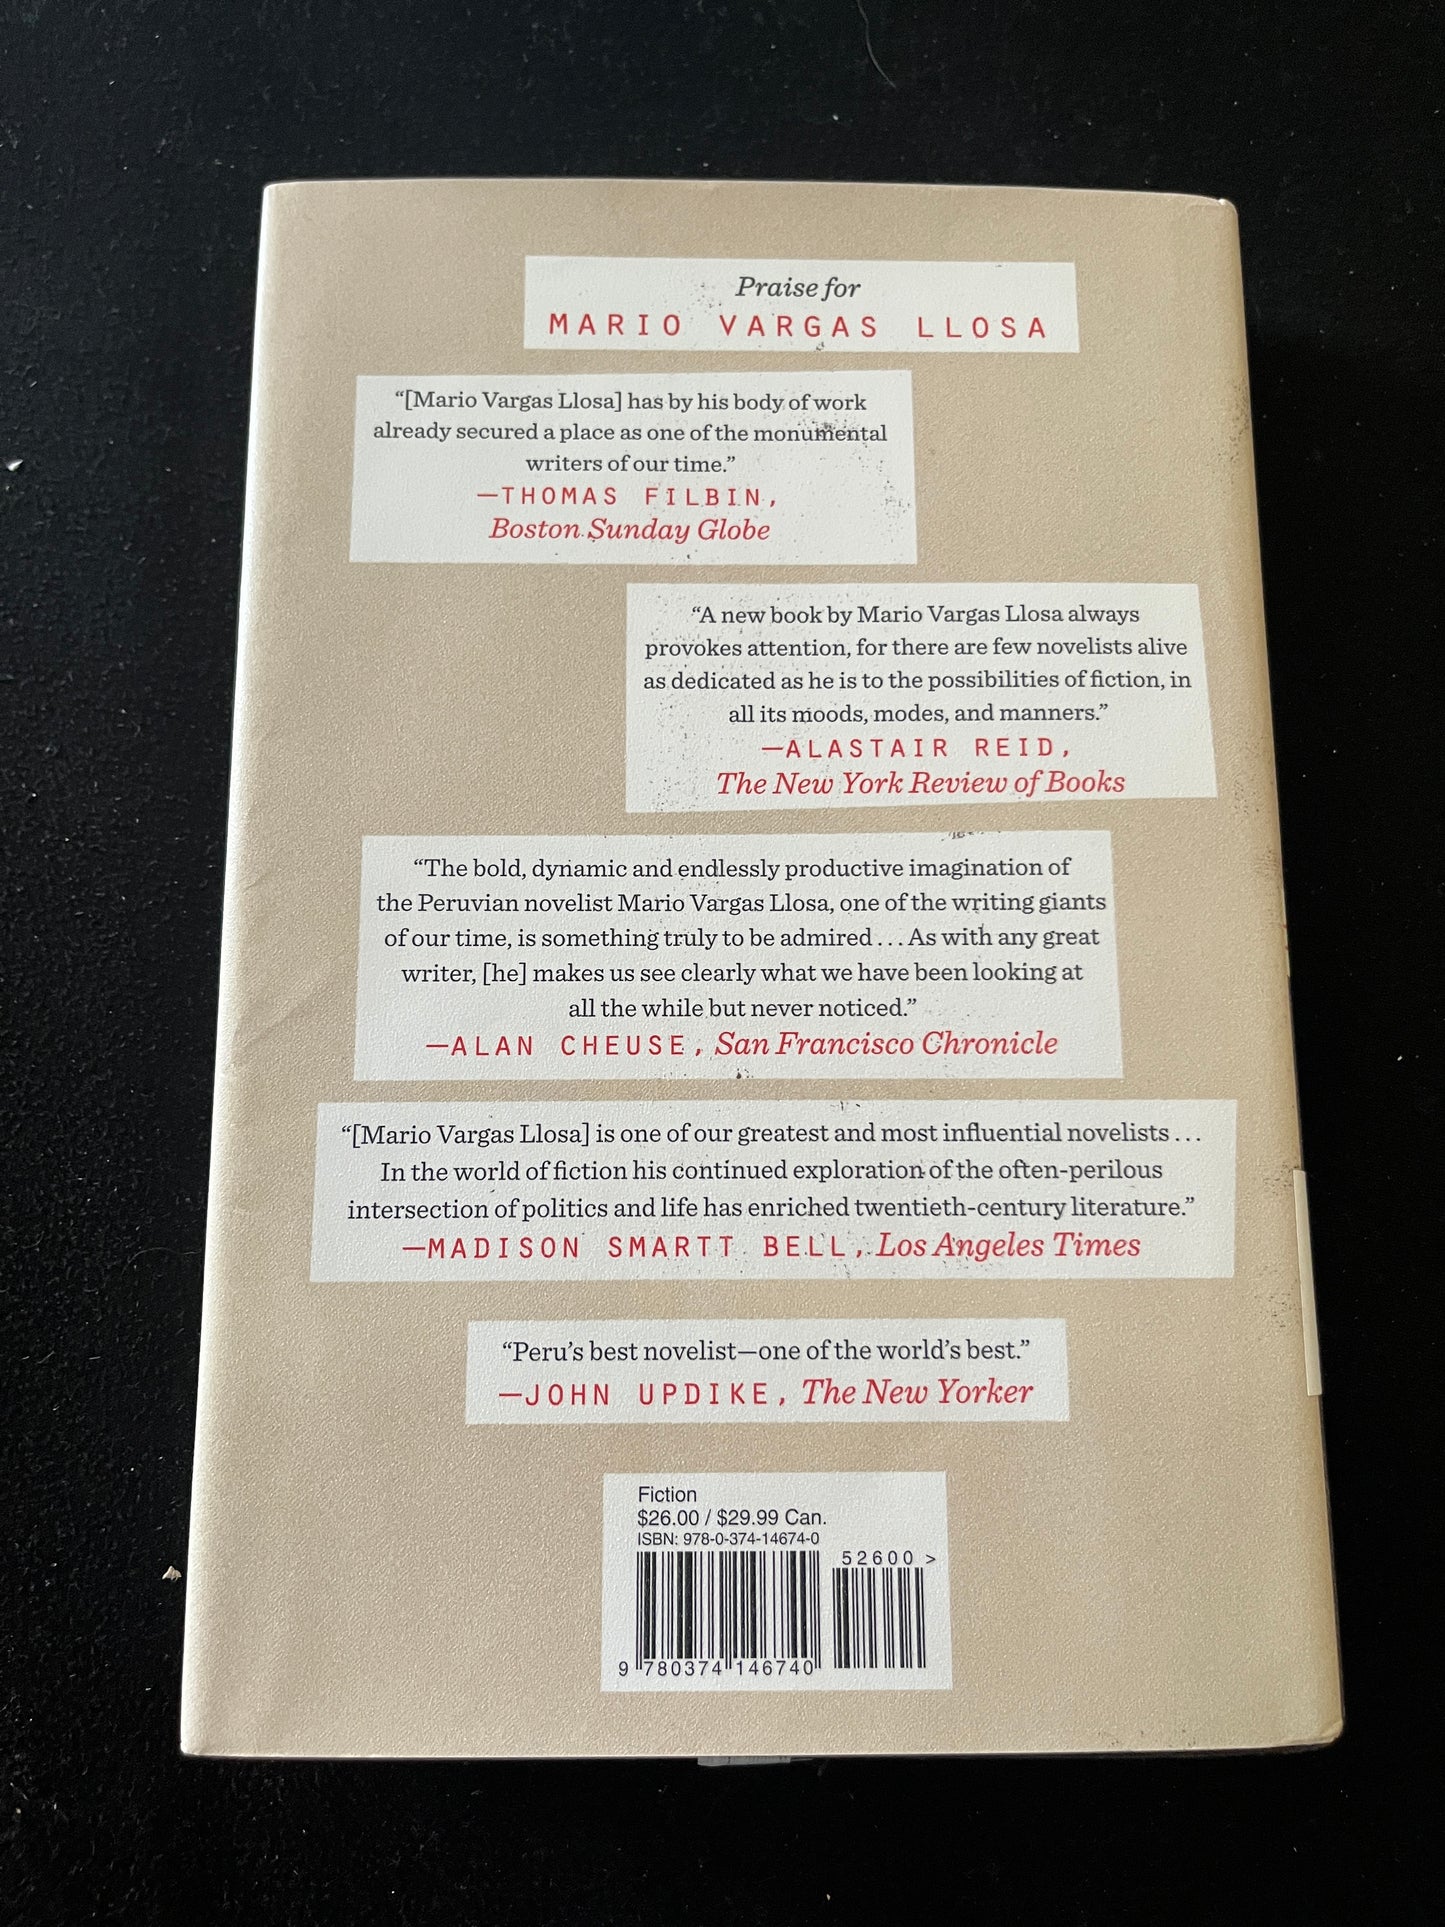 Praise for
MARIO VARGAS LLOSA
“[Mario Vargas Llosa] has by his body of work
already secured a place as one of the monumental
writers of our time.”
—THOMAS FILBIN,
Boston Sunday Globe
“A new book by Mario Vargas Llosa always
provokes attention, for there are few novelists alive
as dedicated as he is to the possibilities of fiction, in
all its moods, modes, and manners.”
—ALASTAIR REID,
The New York Review of Books
“The bold, dynamic and endlessly productive imagination of
the Peruvian novelist Mario Vargas Llosa, one of the writing giants
of our time, is something truly to be admired . . . As with any great
writer, [he] makes us see clearly what we have been looking at
all the while but never noticed.”
—ALAN CHEUSE, San Francisco Chronicle
“[Mario Vargas Llosa] is one of our greatest and most influential novelists . . .
In the world of fiction his continued exploration of the often-perilous
intersection of politics and life has enriched twentieth-century literature.”
—MADISON SMARTT BELL, Los Angeles Times
“Peru’s best novelist—one of the world’s best.”
—JOHN UPDIKE, The New Yorker
Fiction
$26.00 / $29.99 Can.
ISBN: 978-0-374-14674-0
52600 >
9 780374 146740